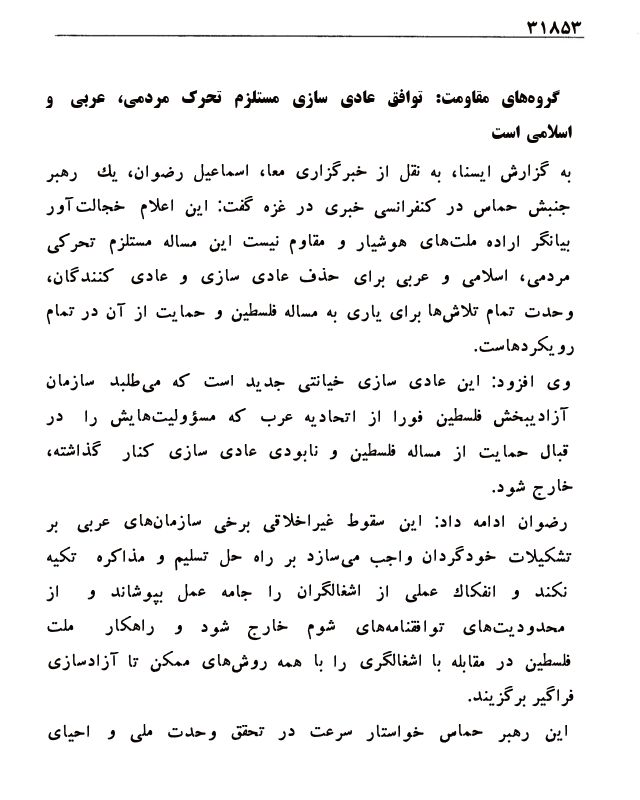 ۳۱۸۵۳
گروه‌های مقاومت: توافق عادی سازی مستلزم تحرک مردمی، عربی و
اسلامی است
به گزارش ایسنا، به نقل از خبرگزاری معا، اسماعیل رضوان، یك رهبر
جنبش حماس در کنفرانسی خبری در غزه گفت: این اعلام خجالت‌آور
بیانگر اراده ملت‌های هوشیار و مقاوم نیست این مساله مستلزم تحرکی
مردمی، اسلامی و عربی برای حذف عادی سازی و عادی کنندگان،
وحدت تمام تلاش‌ها برای یاری به مساله فلسطین و حمایت از آن در تمام
رویکردهاست.
وی افزود: این عادی سازی خیانتی جدید است که می‌طلبد سازمان
آزادیبخش فلسطین فورا از اتحادیه عرب که مسؤولیت‌هایش را در
قبال حمایت از مساله فلسطین و نابودی عادی سازی کنار گذاشته،
خارج شود.
رضوان ادامه داد: این سقوط غیراخلاقی برخی سازمان‌های عربی بر
تشکیلات خودگردان واجب می‌سازد بر راه حل تسلیم و مذاکره تکیه
نکند و انفکاك عملی از اشغالگران را جامه عمل بپوشاند و از
محدودیت‌های توافقنامه‌های شوم خارج شود و راهکار ملت
فلسطین در مقابله با اشغالگری را با همه روش‌های ممکن تا آزادسازی
فراگیر برگزیند.
این رهبر حماس خواستار سرعت در تحقق وحدت ملی و احیای